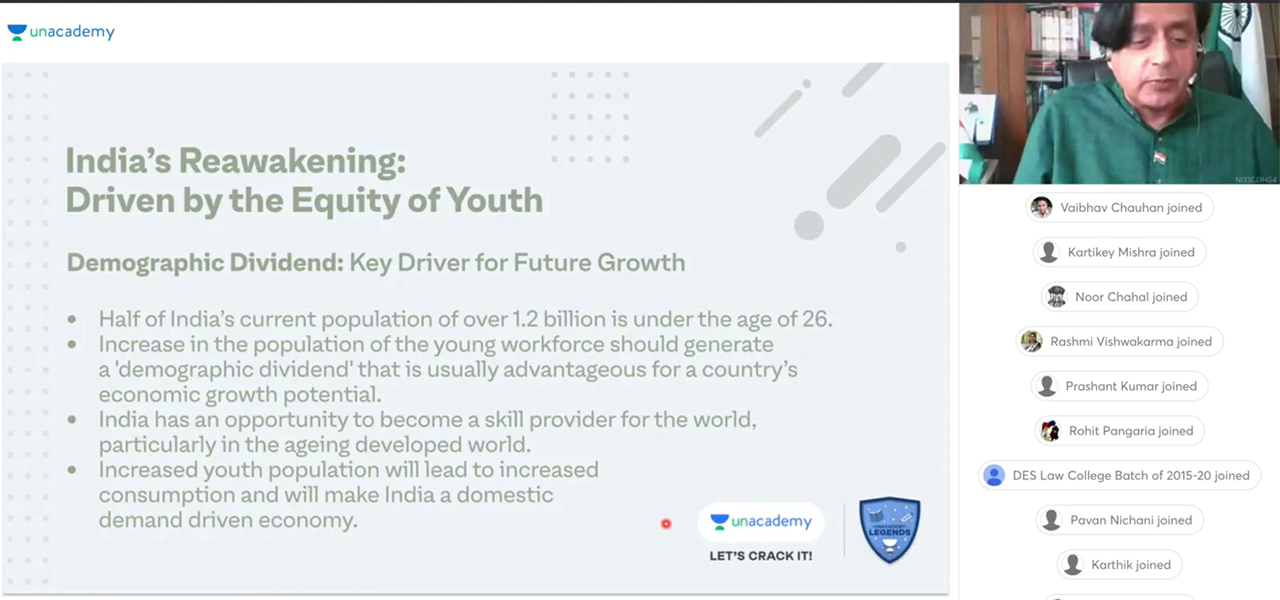 unacademy
India's Reawakening:
Driven by the Equity of Youth
Demographic Dividend: Key Driver for Future Growth
• Half of India's current population of over 1.2 billion is under the age of 26.
• Increase in the population of the young workforce should generate
a 'demographic dividend' that is usually advantageous for a country's
economic growth potential.
• India has an opportunity to become a skill provider for the world,
particularly in the ageing developed world.
• Increased youth population will lead to increased
consumption and will make India a domestic
demand driven economy.
unacademy
LET'S CRACK IT!
UNACADEMY
LEGENDS
Vaibhav Chauhan joined
Kartikey Mishra joined
Noor Chahal joined
Rashmi Vishwakarma joined
Prashant Kumar joined
Rohit Pangaria joined
DES Law College Batch of 2015-20 joined
Pavan Nichani joined
Karthik joined